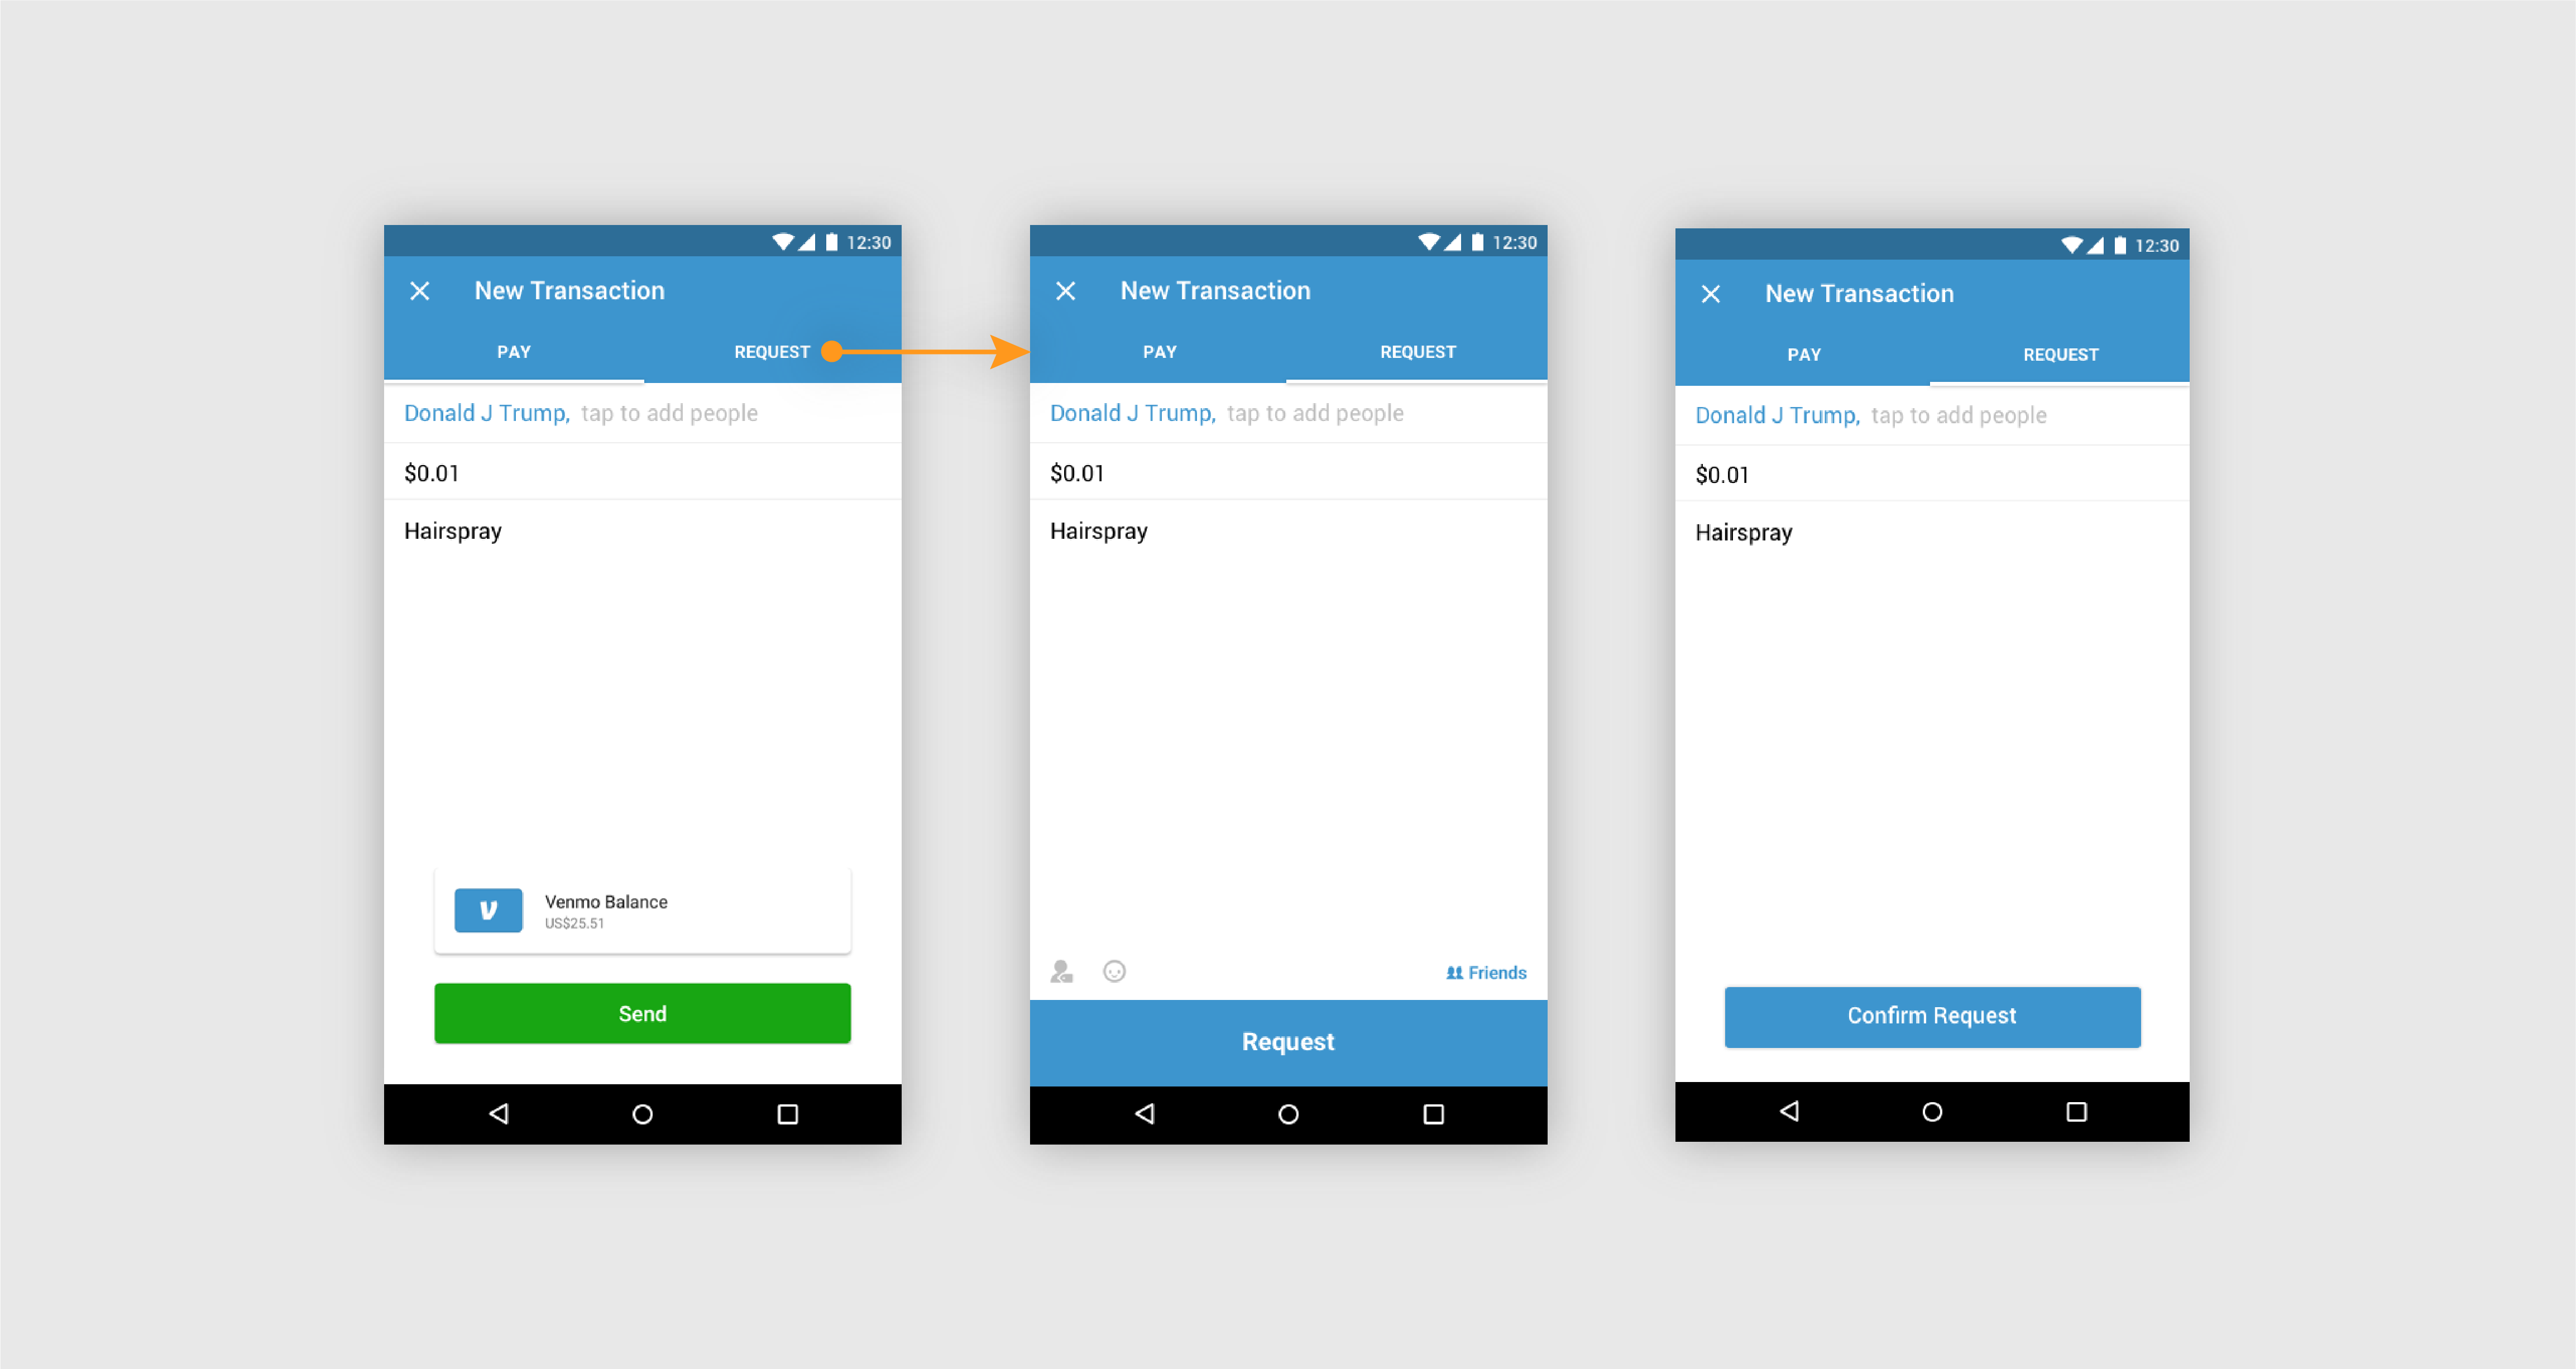 12:30
New Transaction
PAY REQUEST
Donald J Trump, tap to add people
$0.01
Hairspray
Venmo Balance
US$25.51
Send
12:30
New Transaction
PAY REQUEST
Donald J Trump, tap to add people
$0.01
Hairspray
Friends
Request
12:30
New Transaction
PAY REQUEST
Donald J Trump, tap to add people
$0.01
Hairspray
Confirm Request